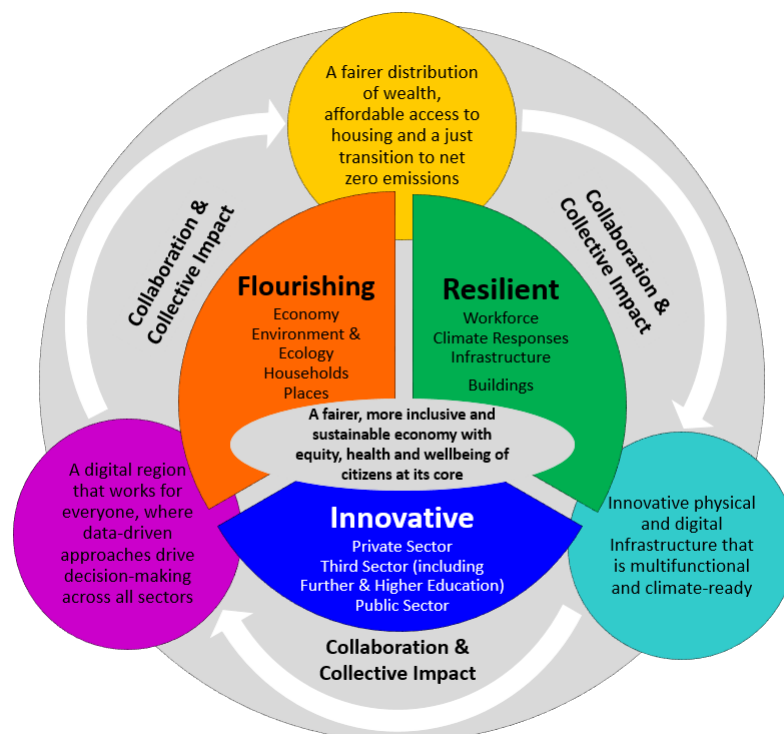 A fairer distribution
of wealth,
affordable access to
housing and a just
transition to net
zero emissions
Collaboration &
Collective Impact
Collaboration &
Collective Impact
Flourishing
Economy
Environment &
Ecology
Households
Places
Resilient
Workforce
Climate Responses
Infrastructure
Buildings
A fairer, more inclusive and
sustainable economy with
equity, health and wellbeing of
citizens at its core
A digital region
that works for
everyone, where
data-driven
approaches drive
decision-making
across all sectors
Innovative
Private Sector
Third Sector (including
Further & Higher Education)
Public Sector
Innovative physical
and digital
Infrastructure that
is multifunctional
and climate-ready
Collaboration &
Collective Impact